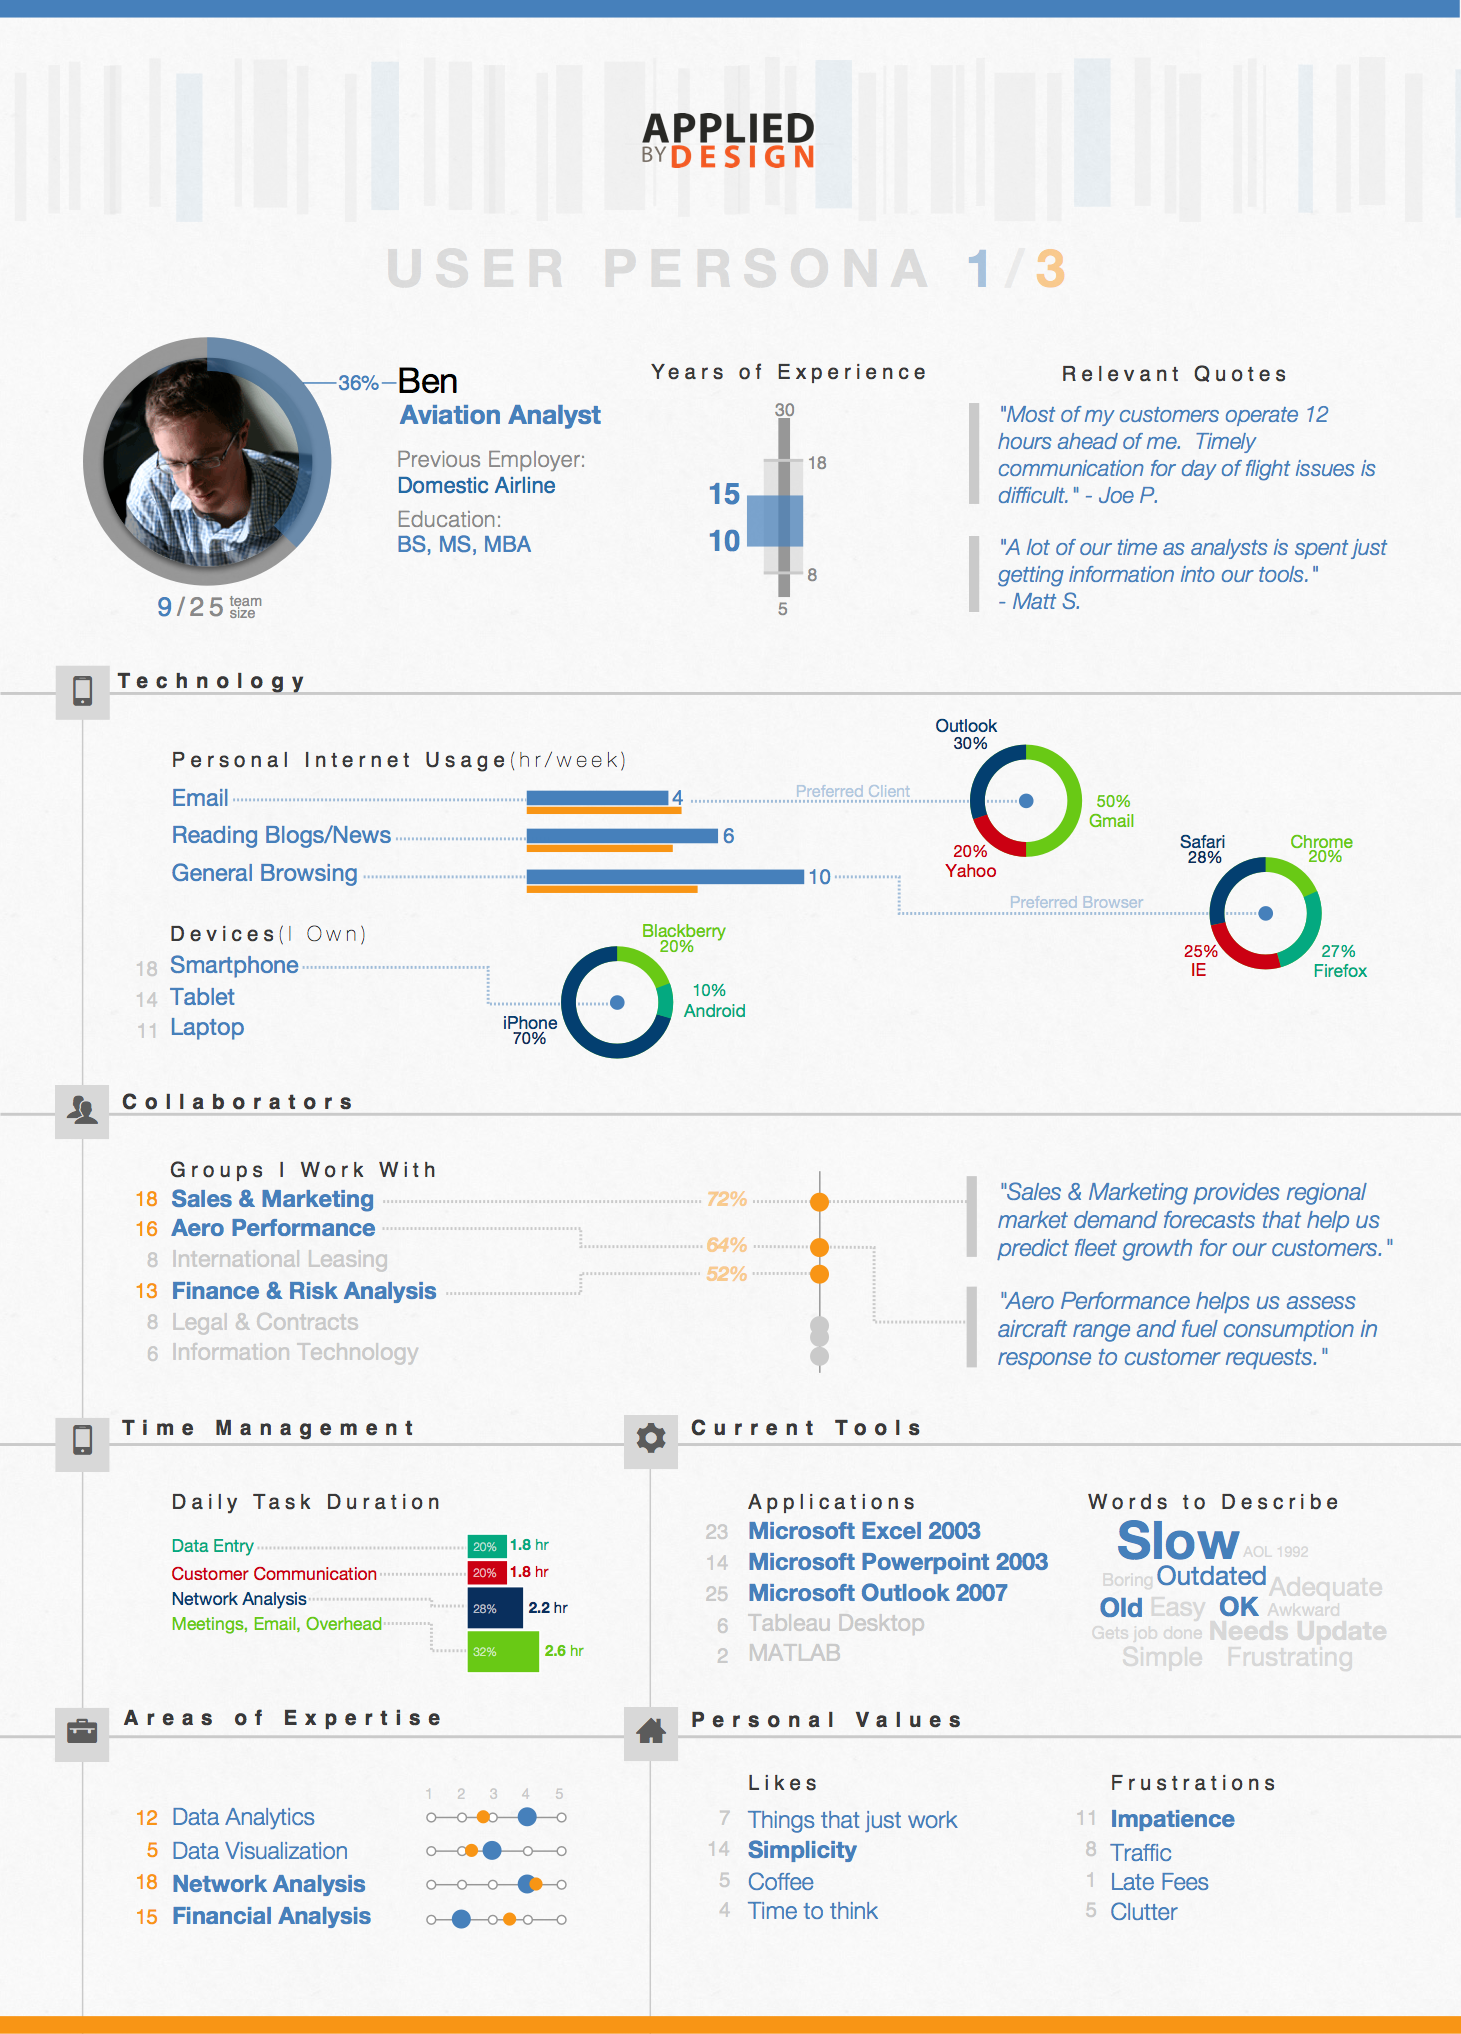 APPLIED
BY DESIGN
USER PERSONA 1/3
36%
Ben
Aviation Analyst
Previous Employer:
Domestic Airline
Education:
BS, MS, MBA
9/25 team size
Years of Experience
30
18
15
10
8
5
Relevant Quotes
"Most of my customers operate 12
hours ahead of me. Timely
communication for day of flight issues is
difficult." - Joe P.
"A lot of our time as analysts is spent just
getting information into our tools."
- Matt S.
Technology
Personal Internet Usage(hr/week)
Email 4
Reading Blogs/News 6
General Browsing 10
Preferred Client
Outlook
30%
50%
Gmail
20%
Yahoo
Preferred Browser
Safari
28%
Chrome
20%
25%
IE
27%
Firefox
Devices(I Own)
18 Smartphone
14 Tablet
11 Laptop
Blackberry
20%
10%
Android
iPhone
70%
Collaborators
Groups I Work With
18 Sales & Marketing 72%
16 Aero Performance 64%
8 International Leasing
13 Finance & Risk Analysis 52%
8 Legal & Contracts
6 Information Technology
"Sales & Marketing provides regional
market demand forecasts that help us
predict fleet growth for our customers."
"Aero Performance helps us assess
aircraft range and fuel consumption in
response to customer requests."
Time Management
Daily Task Duration
Data Entry 20% 1.8 hr
Customer Communication 20% 1.8 hr
Network Analysis 28% 2.2 hr
Meetings, Email, Overhead 32% 2.6 hr
Current Tools
Applications
23 Microsoft Excel 2003
14 Microsoft Powerpoint 2003
25 Microsoft Outlook 2007
6 Tableau Desktop
2 MATLAB
Words to Describe
Slow AOL 1992
Boring Outdated Adequate
Old Easy OK Awkward
Gets job done Needs Update
Simple Frustrating
Areas of Expertise
1 2 3 4 5
12 Data Analytics
5 Data Visualization
18 Network Analysis
15 Financial Analysis
Personal Values
Likes
7 Things that just work
14 Simplicity
5 Coffee
4 Time to think
Frustrations
11 Impatience
8 Traffic
1 Late Fees
5 Clutter